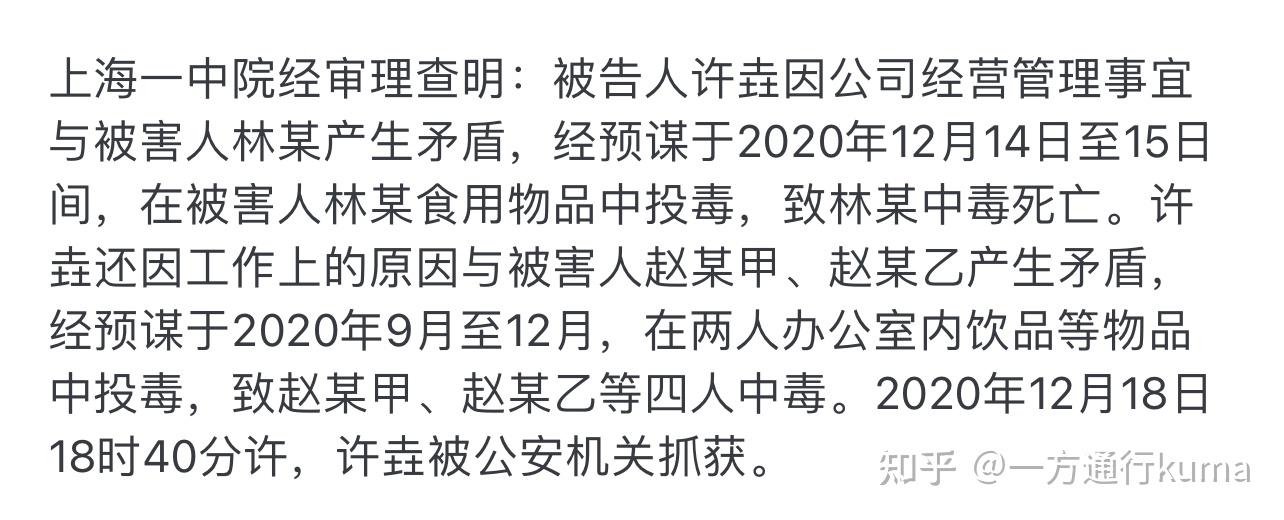 上海一中院经审理查明：被告人许垚因公司经营管理事宜
与被害人林某产生矛盾，经预谋于2020年12月14日至15日
间，在被害人林某食用物品中投毒，致林某中毒死亡。许
垚还因工作上的原因与被害人赵某甲、赵某乙产生矛盾，
经预谋于2020年9月至12月，在两人办公室内饮品等物品
中投毒，致赵某甲、赵某乙等四人中毒。2020年12月18日
18时40分许，许垚被公安机关抓获。
知乎 @一方通行kuma